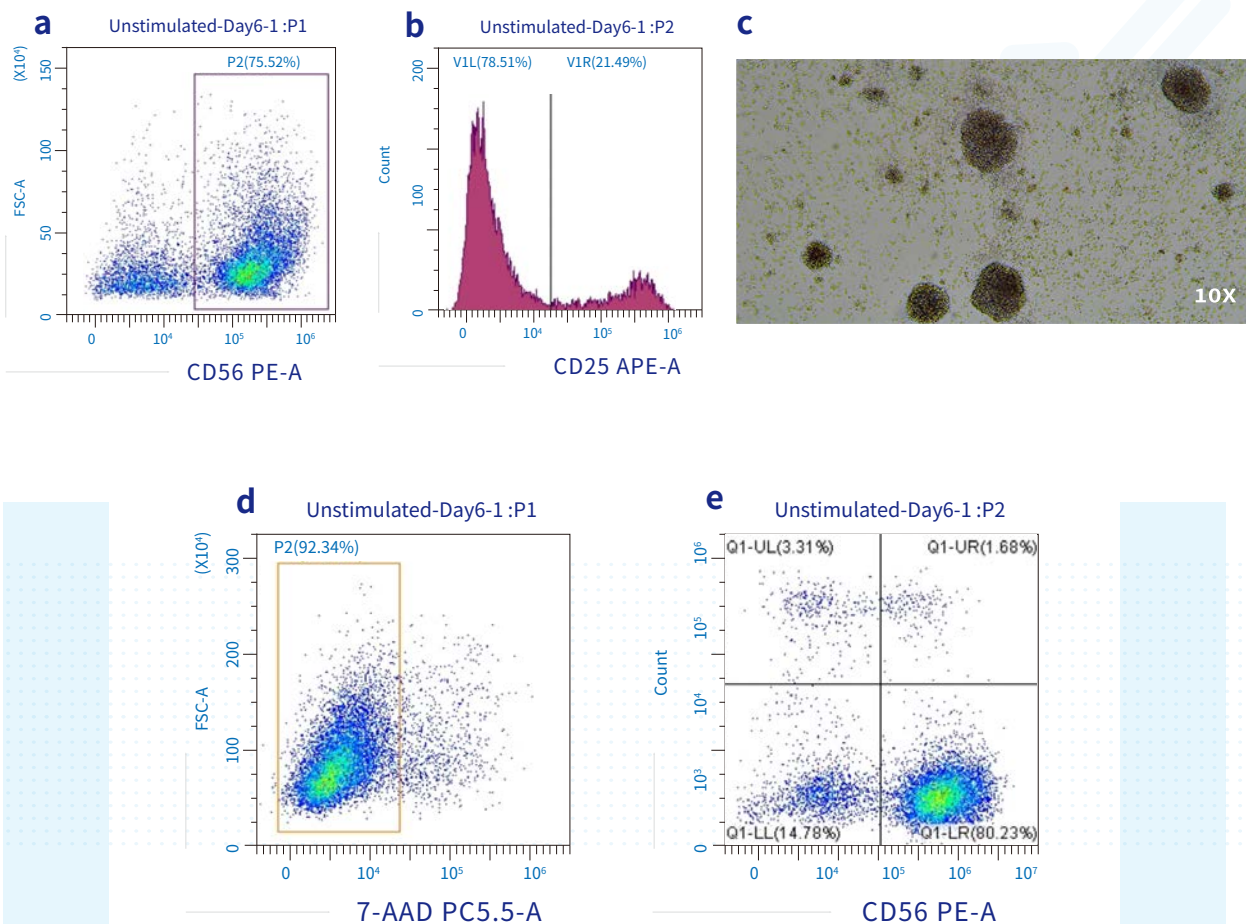 a
Unstimulated-Day6-1:P1
(X10⁴)
150
100
50
0
FSC-A
P2(75.52%)
0 10⁴ 10⁵ 10⁶
CD56 PE-A
b
Unstimulated-Day6-1:P2
200
100
0
Count
V1L(78.51%) V1R(21.49%)
0 10⁴ 10⁵ 10⁶
CD25 APE-A
c
10X
d
Unstimulated-Day6-1:P1
(X10⁴)
300
200
100
0
FSC-A
P2(92.34%)
0 10⁴ 10⁵ 10⁶
7-AAD PC5.5-A
e
Unstimulated-Day6-1:P2
10⁶
10⁵
10⁴
10³
0
Count
Q1-UL(3.31%) Q1-UR(1.68%)
Q1-LL(14.78%) Q1-LR(80.23%)
0 10⁴ 10⁵ 10⁶ 10⁷
CD56 PE-A